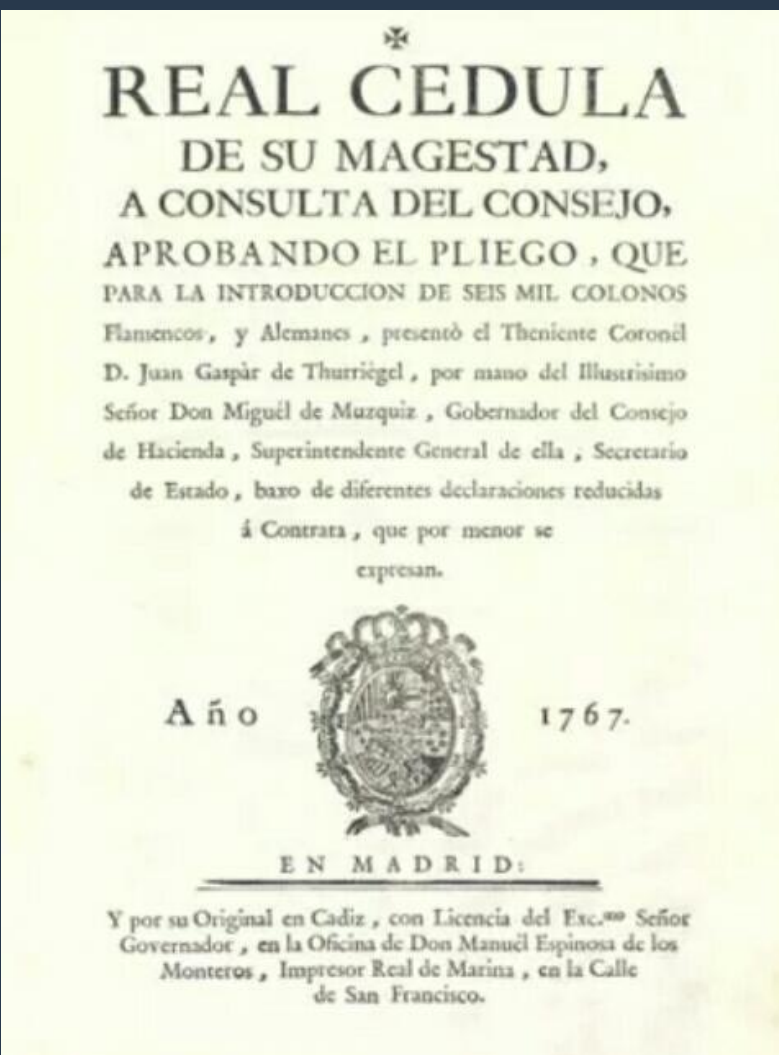 ✠
REAL CEDULA
DE SU MAGESTAD,
A CONSULTA DEL CONSEJO,
APROBANDO EL PLIEGO, QUE
PARA LA INTRODUCCION DE SEIS MIL COLONOS
Flamencos, y Alemanes, presentò el Theniente Coronèl
D. Juan Gaspàr de Thurriègel, por mano del Illustrisimo
Señor Don Miguèl de Muzquiz, Gobernador del Consejo
de Hacienda, Superintendente General de ella, Secretario
de Estado, baxo de diferentes declaraciones reducidas
á Contrata, que por menor se
expresan.
Año 1767.
EN MADRID:
Y por su Original en Cadiz, con Licencia del Exc.mo Señor
Governador, en la Oficina de Don Manuèl Espinosa de los
Monteros, Impresor Real de Marina, en la Calle
de San Francisco.